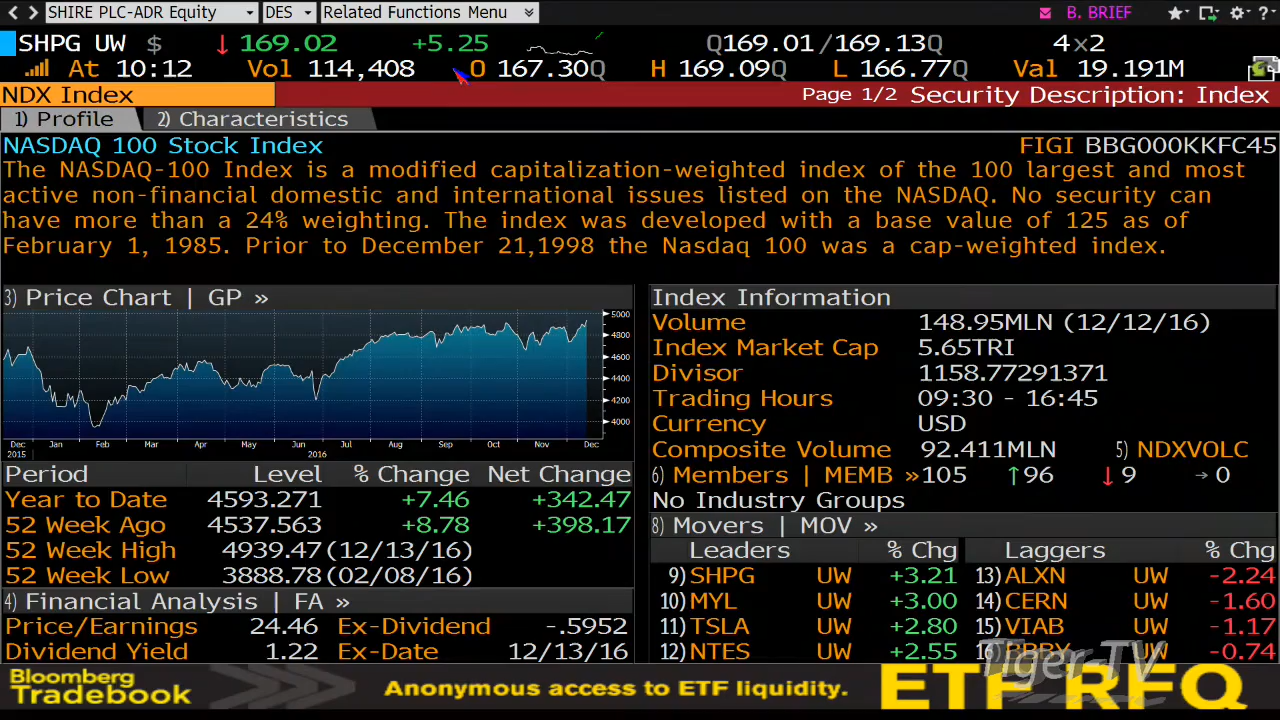 SHIRE PLC-ADR Equity DES Related Functions Menu B. BRIEF
SHPG UW $ ↓169.02 +5.25 Q169.01/169.13Q 4×2
At 10:12 Vol 114,408 O 167.30Q H 169.09Q L 166.77Q Val 19.191M
NDX Index Page 1/2 Security Description: Index
1) Profile 2) Characteristics
NASDAQ 100 Stock Index FIGI BBG000KKFC45
The NASDAQ-100 Index is a modified capitalization-weighted index of the 100 largest and most
active non-financial domestic and international issues listed on the NASDAQ. No security can
have more than a 24% weighting. The index was developed with a base value of 125 as of
February 1, 1985. Prior to December 21,1998 the Nasdaq 100 was a cap-weighted index.
3) Price Chart | GP »
5000
4800
4600
4400
4200
4000
Dec Jan Feb Mar Apr May Jun Jul Aug Sep Oct Nov Dec
2015 2016
Period Level % Change Net Change
Year to Date 4593.271 +7.46 +342.47
52 Week Ago 4537.563 +8.78 +398.17
52 Week High 4939.47(12/13/16)
52 Week Low 3888.78(02/08/16)
4) Financial Analysis | FA »
Price/Earnings 24.46 Ex-Dividend -.5952
Dividend Yield 1.22 Ex-Date 12/13/16
Index Information
Volume 148.95MLN (12/12/16)
Index Market Cap 5.65TRI
Divisor 1158.77291371
Trading Hours 09:30 - 16:45
Currency USD
Composite Volume 92.411MLN 5) NDXVOLC
6) Members | MEMB » 105 ↑96 ↓9 →0
No Industry Groups
8) Movers | MOV »
Leaders % Chg Laggers % Chg
9) SHPG UW +3.21 13) ALXN UW -2.24
10) MYL UW +3.00 14) CERN UW -1.60
11) TSLA UW +2.80 15) VIAB UW -1.17
12) NTES UW +2.55 16) BBBY UW -0.74
Tiger TV
Bloomberg
Tradebook
Anonymous access to ETF liquidity.
ETF RFQ